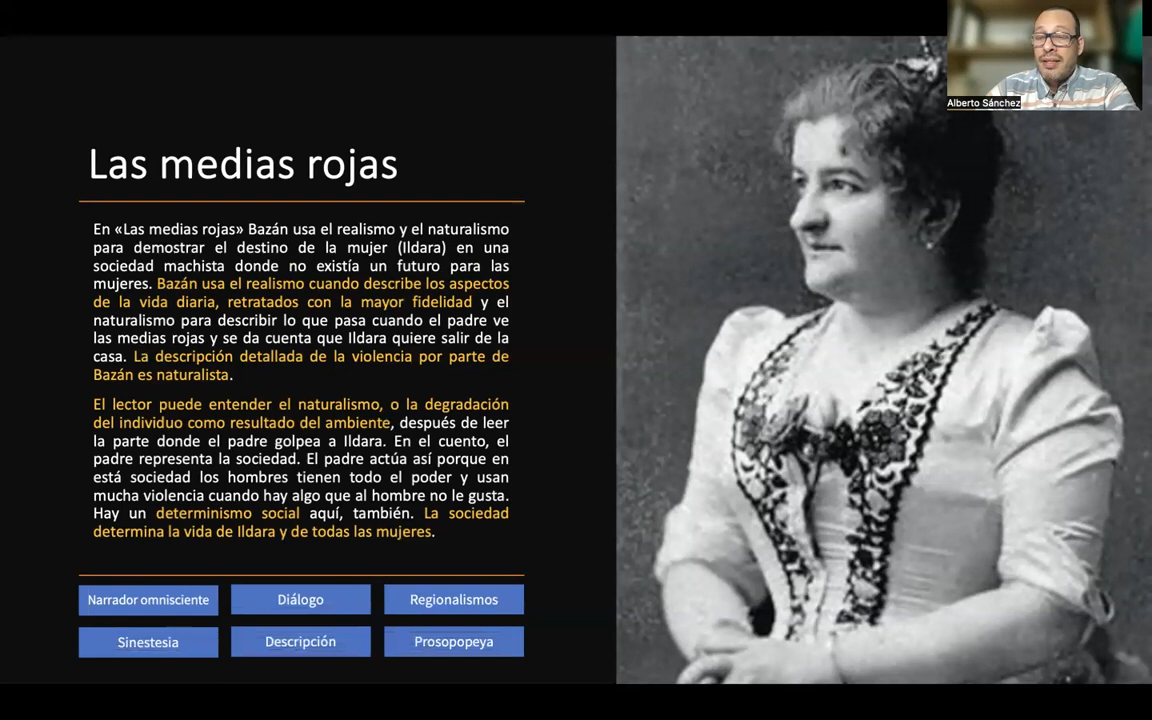 Alberto Sánchez
Las medias rojas
En «Las medias rojas» Bazán usa el realismo y el naturalismo
para demostrar el destino de la mujer (Ildara) en una
sociedad machista donde no existía un futuro para las
mujeres. Bazán usa el realismo cuando describe los aspectos
de la vida diaria, retratados con la mayor fidelidad y el
naturalismo para describir lo que pasa cuando el padre ve
las medias rojas y se da cuenta que Ildara quiere salir de la
casa. La descripción detallada de la violencia por parte de
Bazán es naturalista.
El lector puede entender el naturalismo, o la degradación
del individuo como resultado del ambiente, después de leer
la parte donde el padre golpea a Ildara. En el cuento, el
padre representa la sociedad. El padre actúa así porque en
está sociedad los hombres tienen todo el poder y usan
mucha violencia cuando hay algo que al hombre no le gusta.
Hay un determinismo social aquí, también. La sociedad
determina la vida de Ildara y de todas las mujeres.
Narrador omnisciente
Diálogo
Regionalismos
Sinestesia
Descripción
Prosopopeya